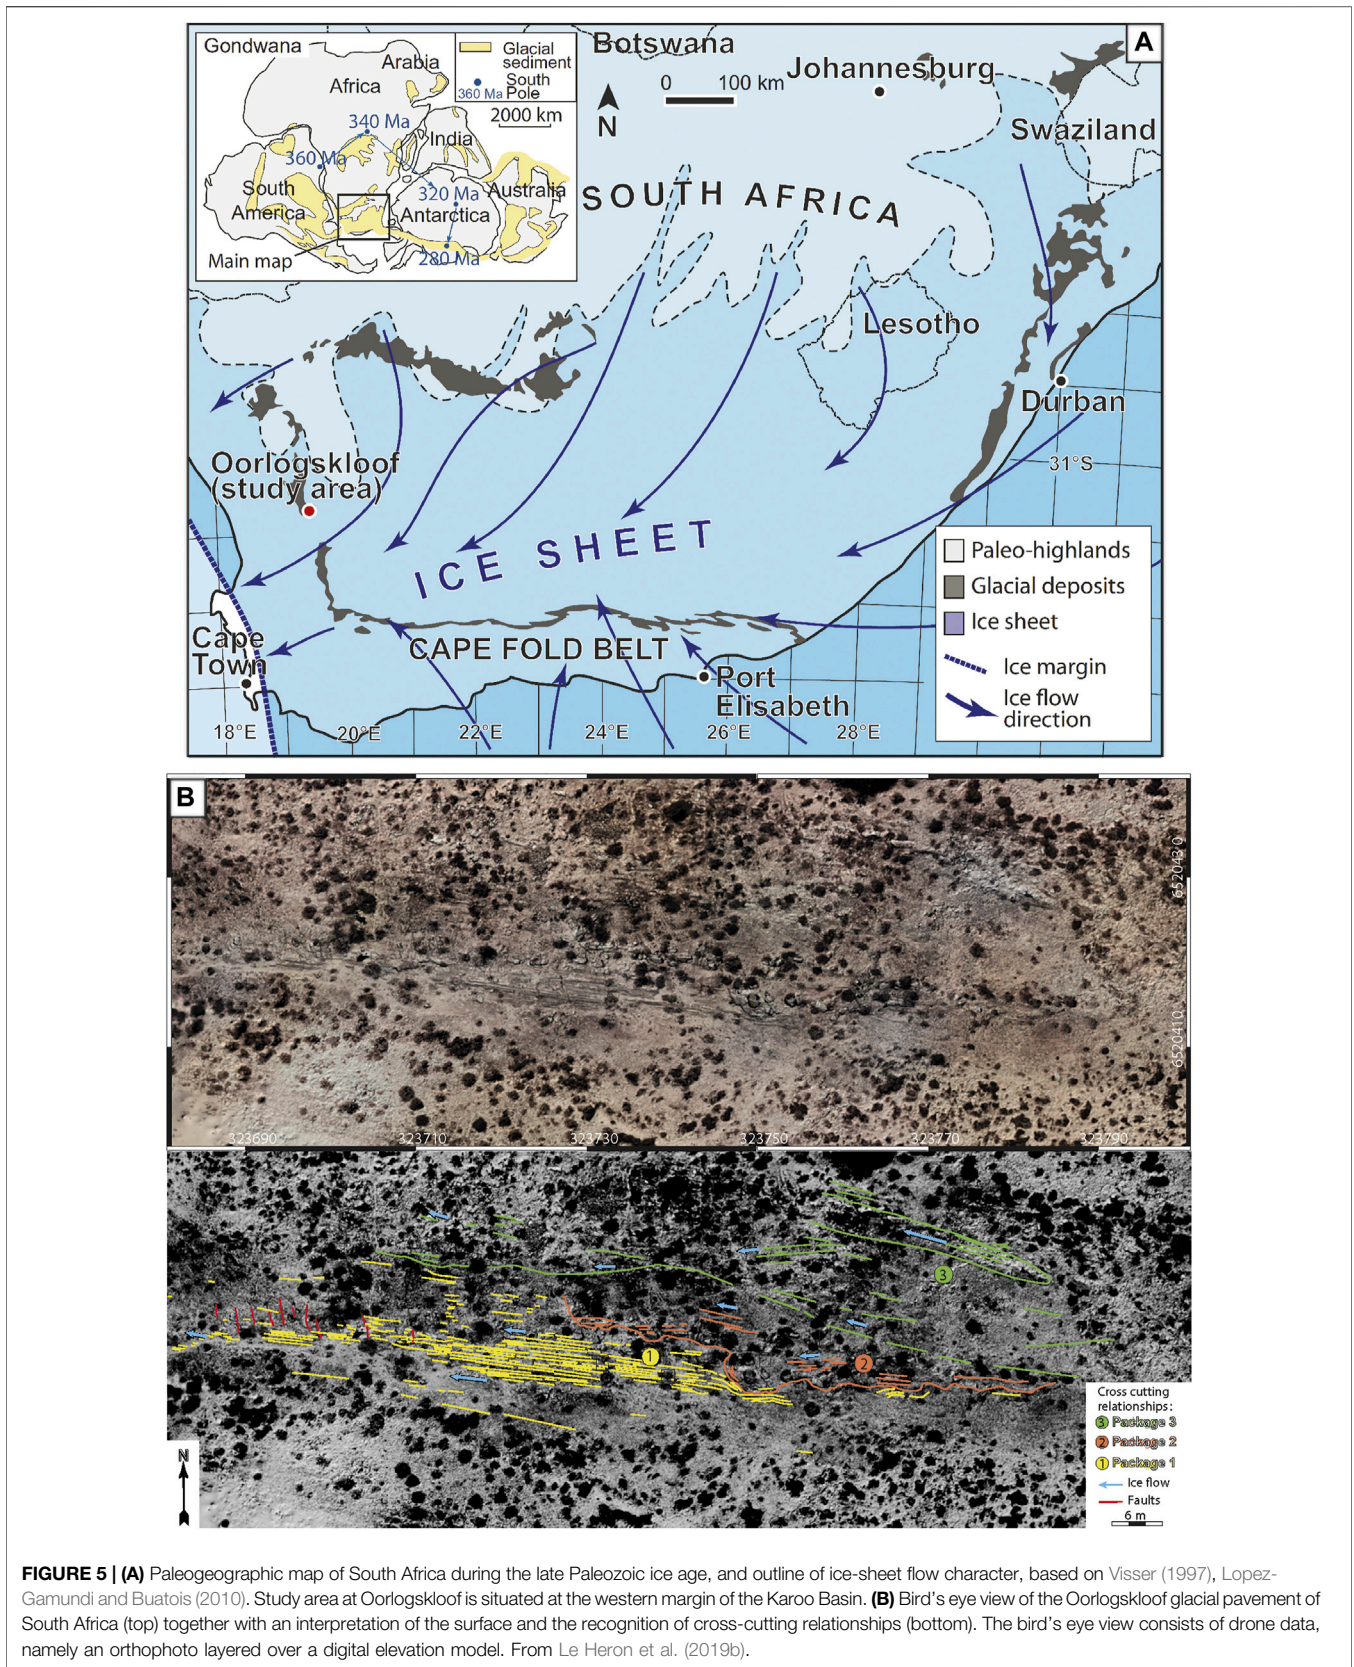 Gondwana
Arabia
Africa
Glacial
sediment
South
Pole
360 Ma
2000 km
340 Ma
India
360 Ma
South
America
320 Ma
Australia
Antarctica
280 Ma
Main map
Botswana
A
0 100 km
N
Johannesburg
Swaziland
SOUTH AFRICA
Lesotho
Durban
31°S
Oorlogskloof
(study area)
ICE SHEET
Cape
Town
CAPE FOLD BELT
Port
Elisabeth
18°E 20°E 22°E 24°E 26°E 28°E
Paleo-highlands
Glacial deposits
Ice sheet
Ice margin
Ice flow
direction
B
6520430
6520410
323690 323710 323730 323750 323770 323790
3
1
2
N
Cross cutting
relationships:
3 Package 3
2 Package 2
1 Package 1
Ice flow
Faults
6 m
FIGURE 5 | (A) Paleogeographic map of South Africa during the late Paleozoic ice age, and outline of ice-sheet flow character, based on Visser (1997), Lopez-
Gamundi and Buatois (2010). Study area at Oorlogskloof is situated at the western margin of the Karoo Basin. (B) Bird's eye view of the Oorlogskloof glacial pavement of
South Africa (top) together with an interpretation of the surface and the recognition of cross-cutting relationships (bottom). The bird's eye view consists of drone data,
namely an orthophoto layered over a digital elevation model. From Le Heron et al. (2019b).